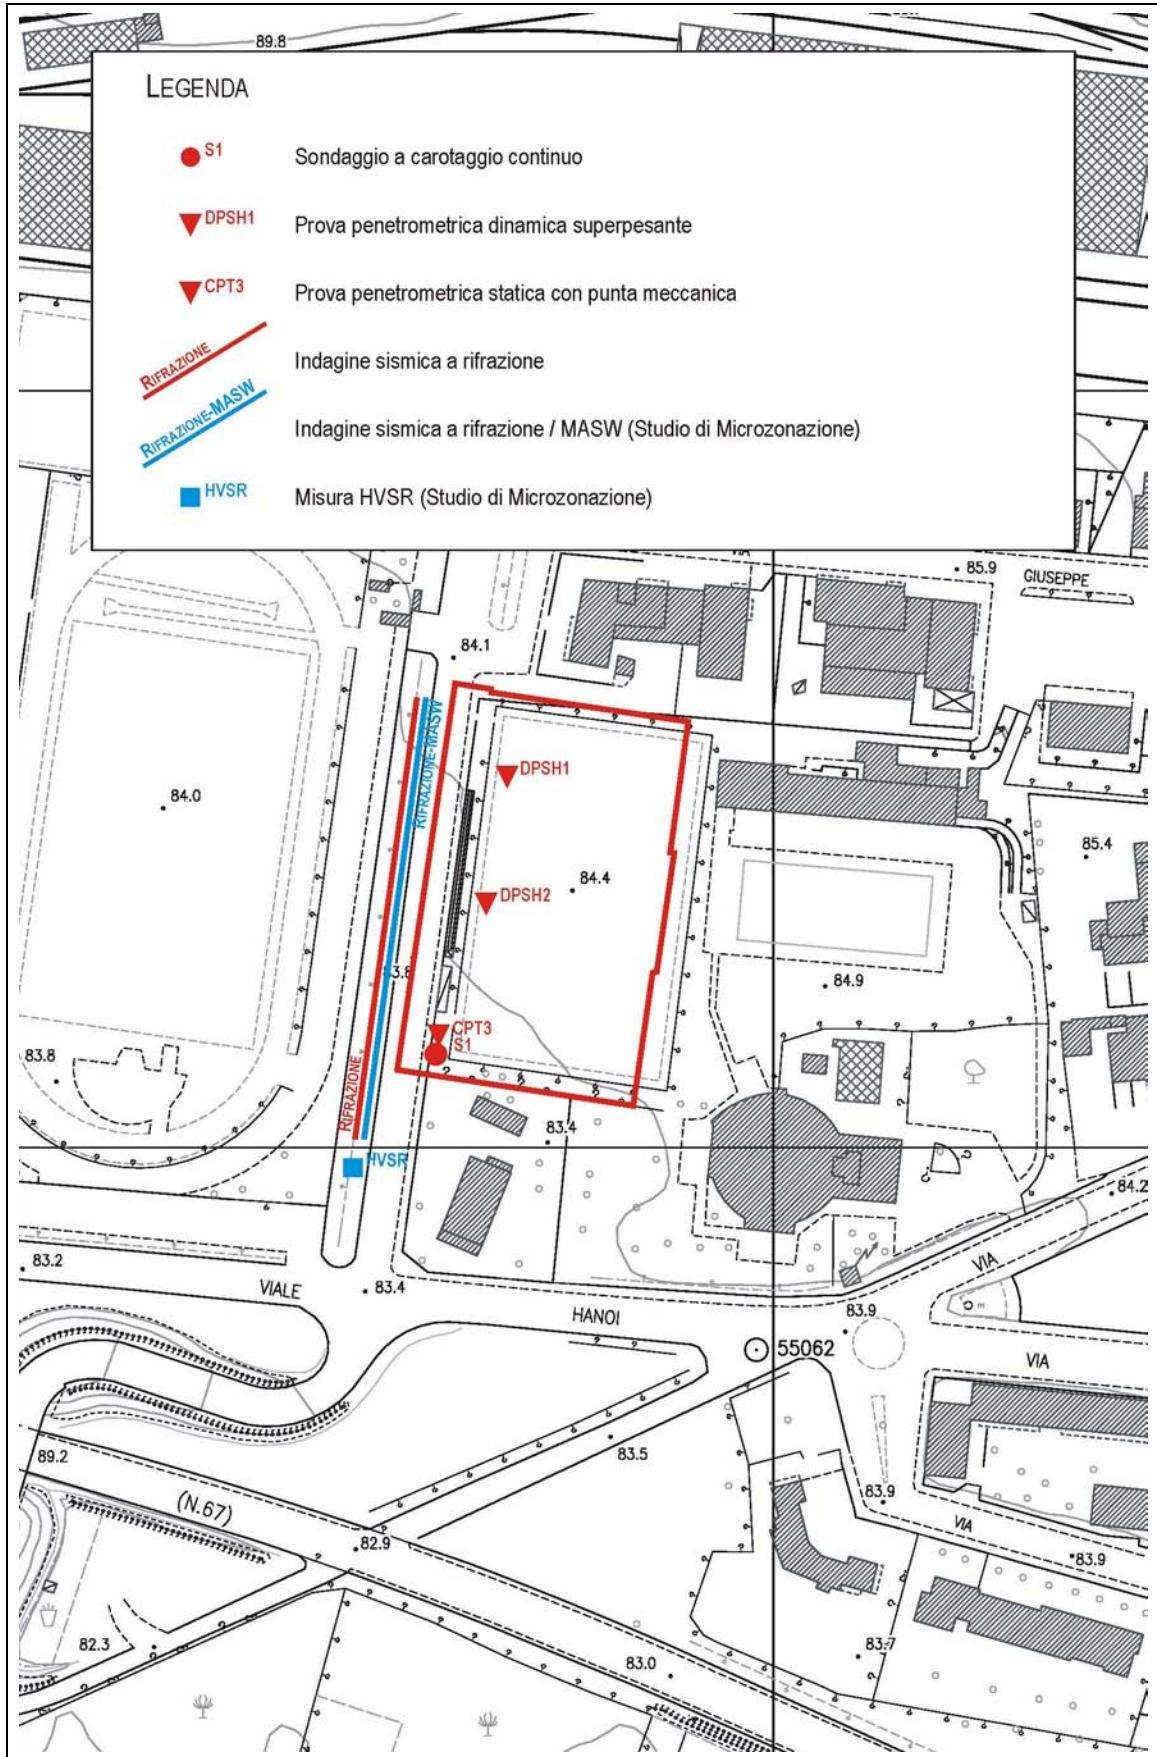 89.8
LEGENDA
S1
Sondaggio a carotaggio continuo
DPSH1
Prova penetrometrica dinamica superpesante
CPT3
Prova penetrometrica statica con punta meccanica
RIFRAZIONE
Indagine sismica a rifrazione
RIFRAZIONE-MASW
Indagine sismica a rifrazione / MASW (Studio di Microzonazione)
HVSR
Misura HVSR (Studio di Microzonazione)
85.9
GIUSEPPE
84.1
RIFRAZIONE-MASW
DPSH1
84.0
85.4
84.4
DPSH2
83.8
84.9
CPT3
S1
83.8
RIFRAZIONE
83.4
HVSR
84.2
83.2
VIALE
83.4
VIA
HANOI
83.9
55062
VIA
83.5
89.2
(N.67)
83.9
VIA
82.9
83.9
82.3
83.7
83.0